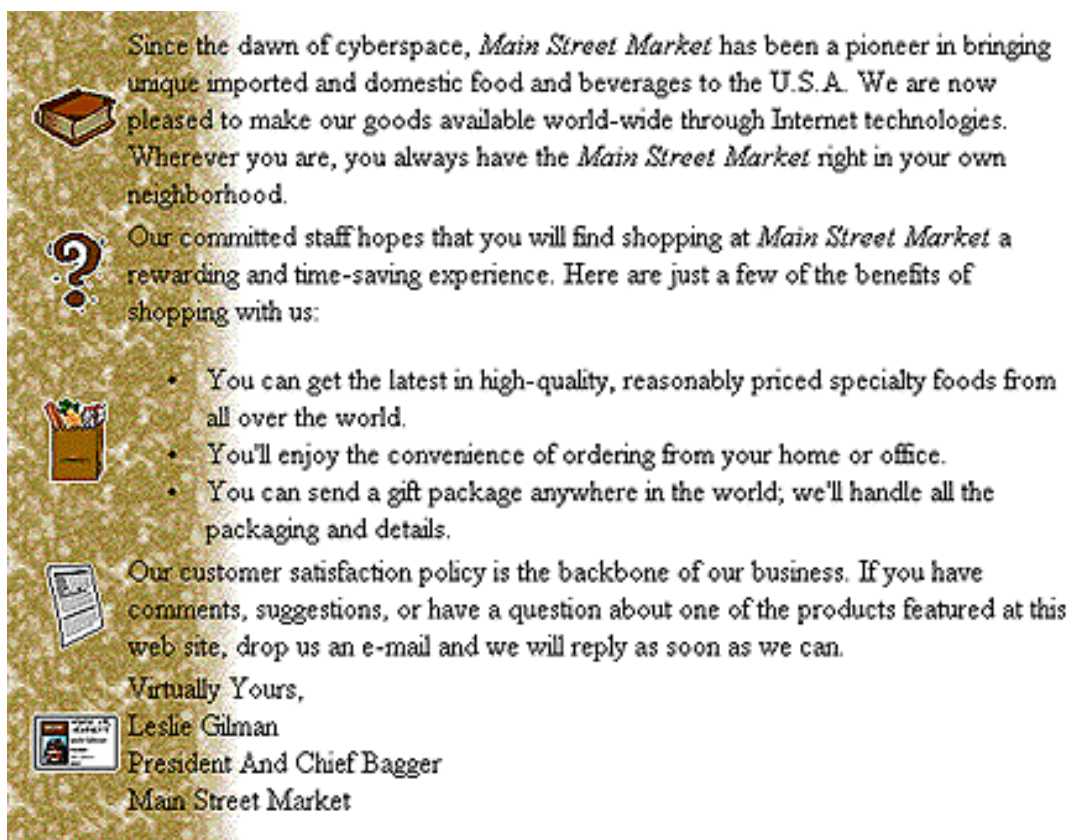 Since the dawn of cyberspace, Main Street Market has been a pioneer in bringing
unique imported and domestic food and beverages to the U.S.A. We are now
pleased to make our goods available world-wide through Internet technologies.
Wherever you are, you always have the Main Street Market right in your own
neighborhood.
Our committed staff hopes that you will find shopping at Main Street Market a
rewarding and time-saving experience. Here are just a few of the benefits of
shopping with us:
• You can get the latest in high-quality, reasonably priced specialty foods from
all over the world.
• You'll enjoy the convenience of ordering from your home or office.
• You can send a gift package anywhere in the world; we'll handle all the
packaging and details.
Our customer satisfaction policy is the backbone of our business. If you have
comments, suggestions, or have a question about one of the products featured at this
web site, drop us an e-mail and we will reply as soon as we can.
Virtually Yours,
Leslie Gilman
President And Chief Bagger
Main Street Market